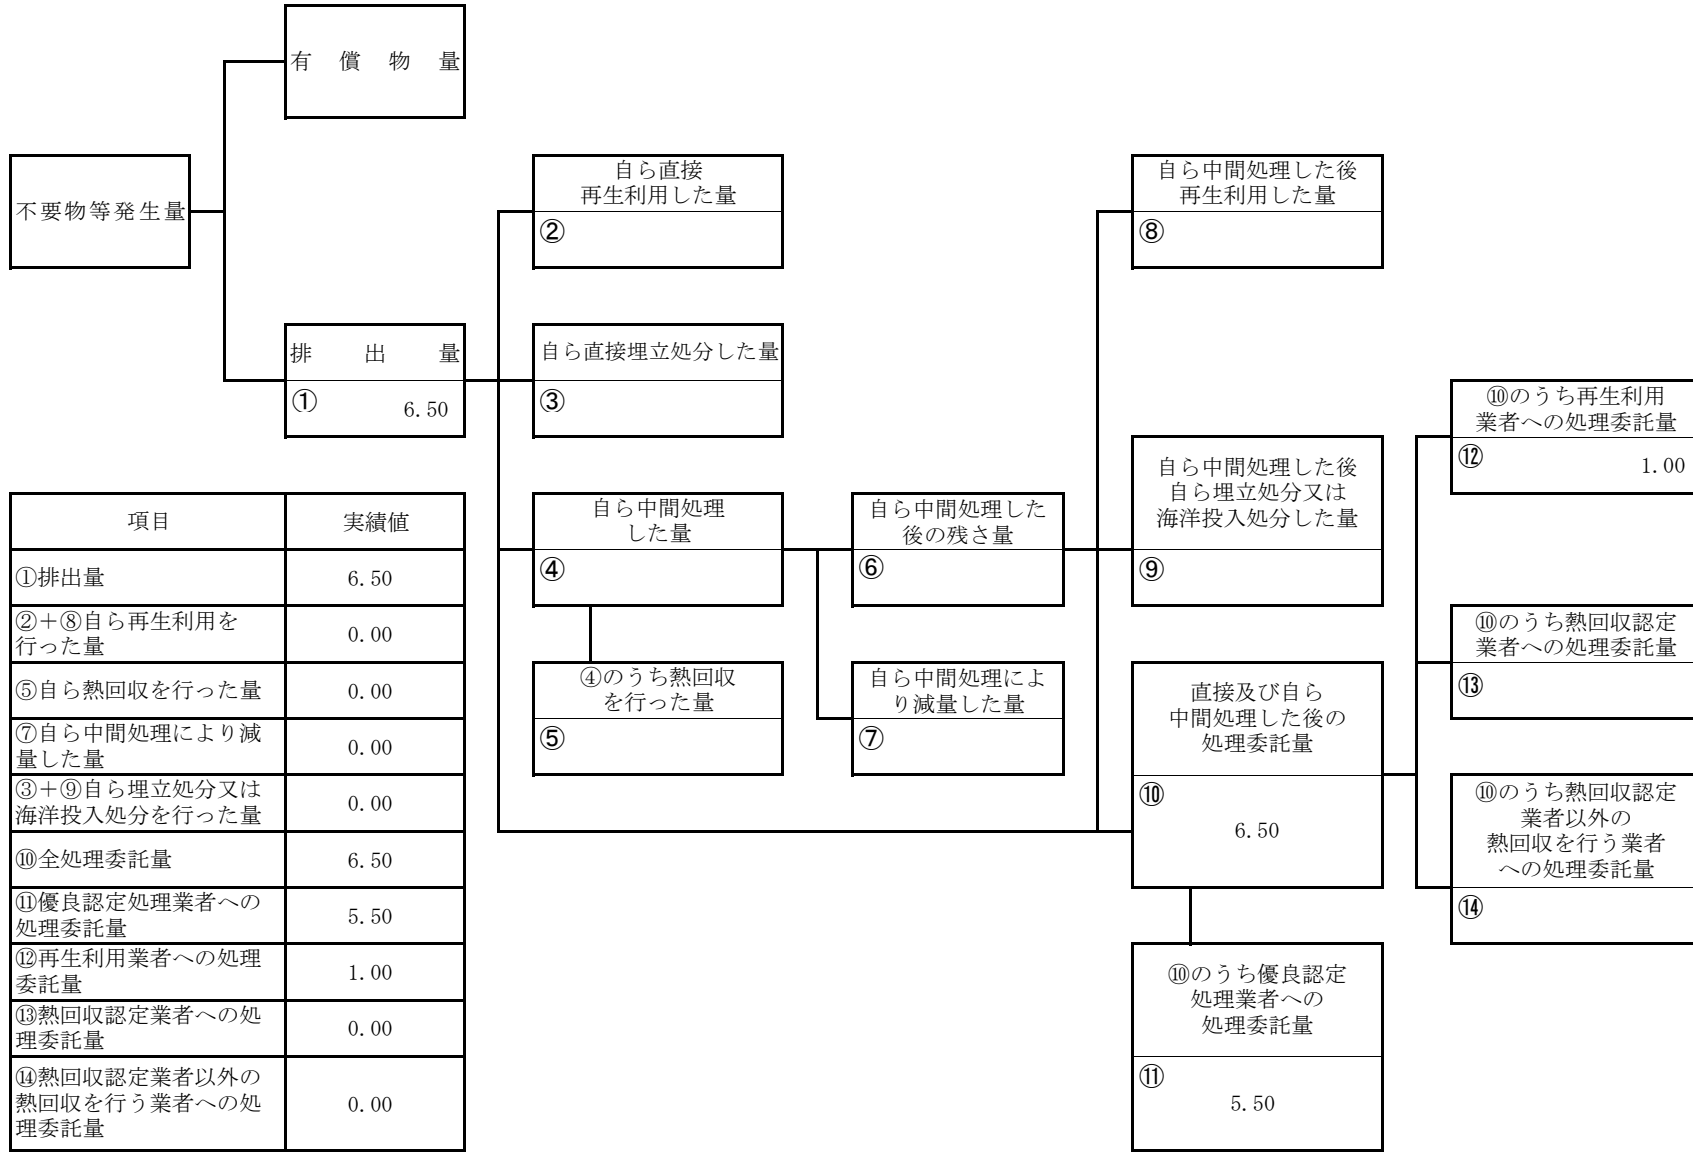 有償物量
不要物等発生量
排出量
①
6.50
自ら直接
再生利用した量
②
自ら直接埋立処分した量
③
自ら中間処理
した量
④
④のうち熱回収
を行った量
⑤
自ら中間処理した
後の残さ量
⑥
自ら中間処理によ
り減量した量
⑦
自ら中間処理した後
再生利用した量
⑧
自ら中間処理した後
自ら埋立処分又は
海洋投入処分した量
⑨
直接及び自ら
中間処理した後の
処理委託量
⑩
6.50
⑩のうち優良認定
処理業者への
処理委託量
⑪
5.50
⑩のうち再生利用
業者への処理委託量
⑫
1.00
⑩のうち熱回収認定
業者への処理委託量
⑬
⑩のうち熱回収認定
業者以外の
熱回収を行う業者
への処理委託量
⑭
項目 実績値
①排出量 6.50
②＋⑧自ら再生利用を
行った量 0.00
⑤自ら熱回収を行った量 0.00
⑦自ら中間処理により減
量した量 0.00
③＋⑨自ら埋立処分又は
海洋投入処分を行った量 0.00
⑩全処理委託量 6.50
⑪優良認定処理業者への
処理委託量 5.50
⑫再生利用業者への処理
委託量 1.00
⑬熱回収認定業者への処
理委託量 0.00
⑭熱回収認定業者以外の
熱回収を行う業者への処 0.00
理委託量